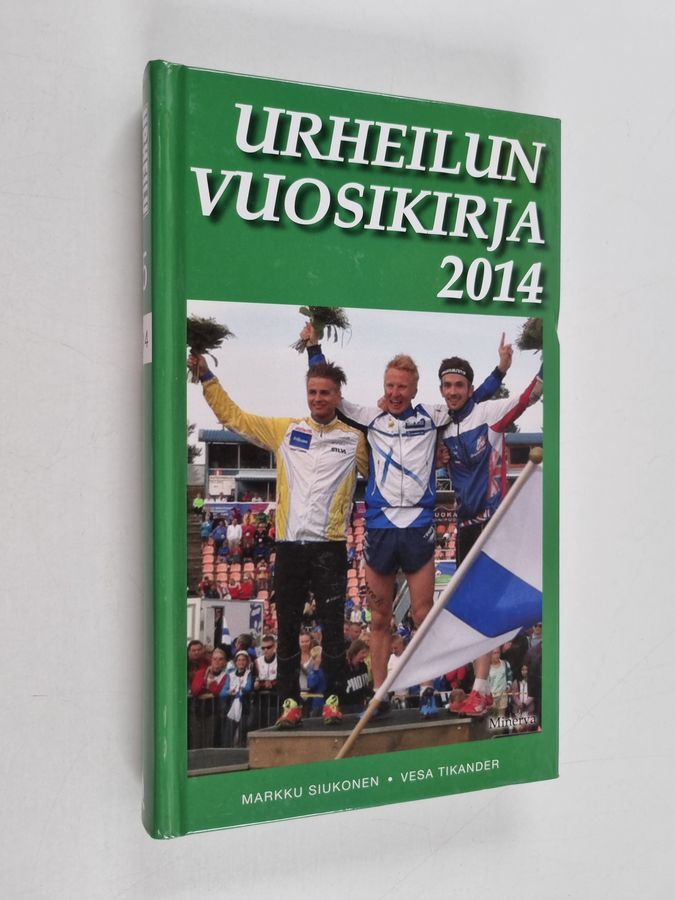 URHEILUN
VUOSIKIRJA
2014
Minerva
MARKKU SIUKONEN • VESA TIKANDER